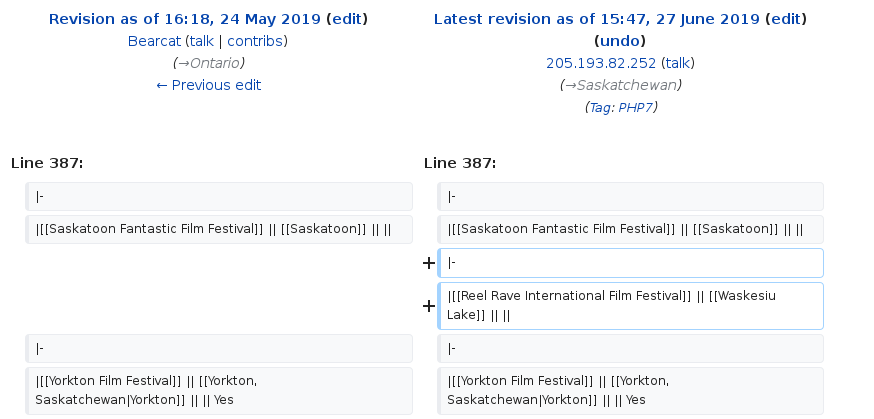 Revision as of 16:18, 24 May 2019 (edit)
Bearcat (talk | contribs)
(→Ontario)
← Previous edit
Latest revision as of 15:47, 27 June 2019 (edit)
(undo)
205.193.82.252 (talk)
(→Saskatchewan)
(Tag: PHP7)
Line 387:
Line 387:
|-
|-
|[[Saskatoon Fantastic Film Festival]] || [[Saskatoon]] || ||
|[[Saskatoon Fantastic Film Festival]] || [[Saskatoon]] || ||
+ |-
+ |[[Reel Rave International Film Festival]] || [[Waskesiu
Lake]] || ||
|-
|-
|[[Yorkton Film Festival]] || [[Yorkton,
Saskatchewan|Yorkton]] || || Yes
|[[Yorkton Film Festival]] || [[Yorkton,
Saskatchewan|Yorkton]] || || Yes